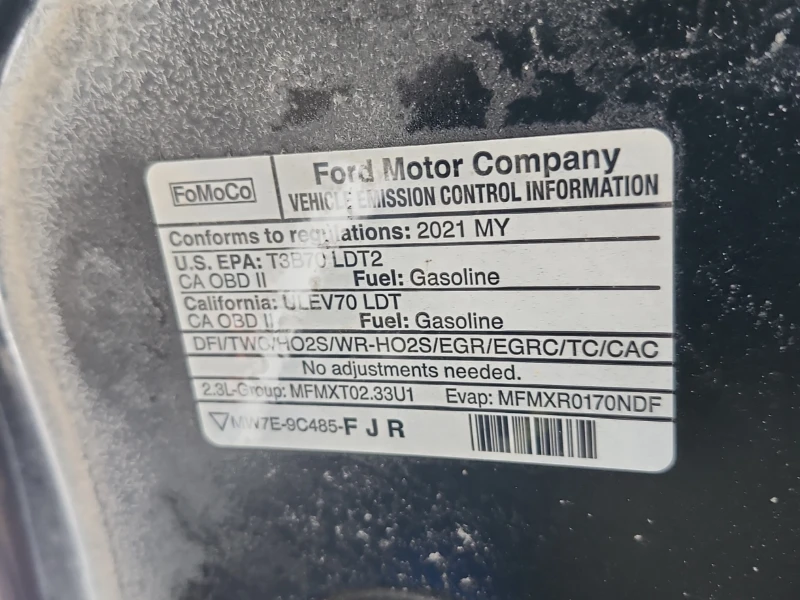 FoMoCo
Ford Motor Company
VEHICLE EMISSION CONTROL INFORMATION
Conforms to regulations: 2021 MY
U.S. EPA: T3B70 LDT2
CA OBD II Fuel: Gasoline
California: ULEV70 LDT
CA OBD II Fuel: Gasoline
DFI/TWC/HO2S/WR-HO2S/EGR/EGRC/TC/CAC
No adjustments needed.
2.3L-Group: MFMXT02.33U1 Evap: MFMXR0170NDF
MW7E-9C485-F J R